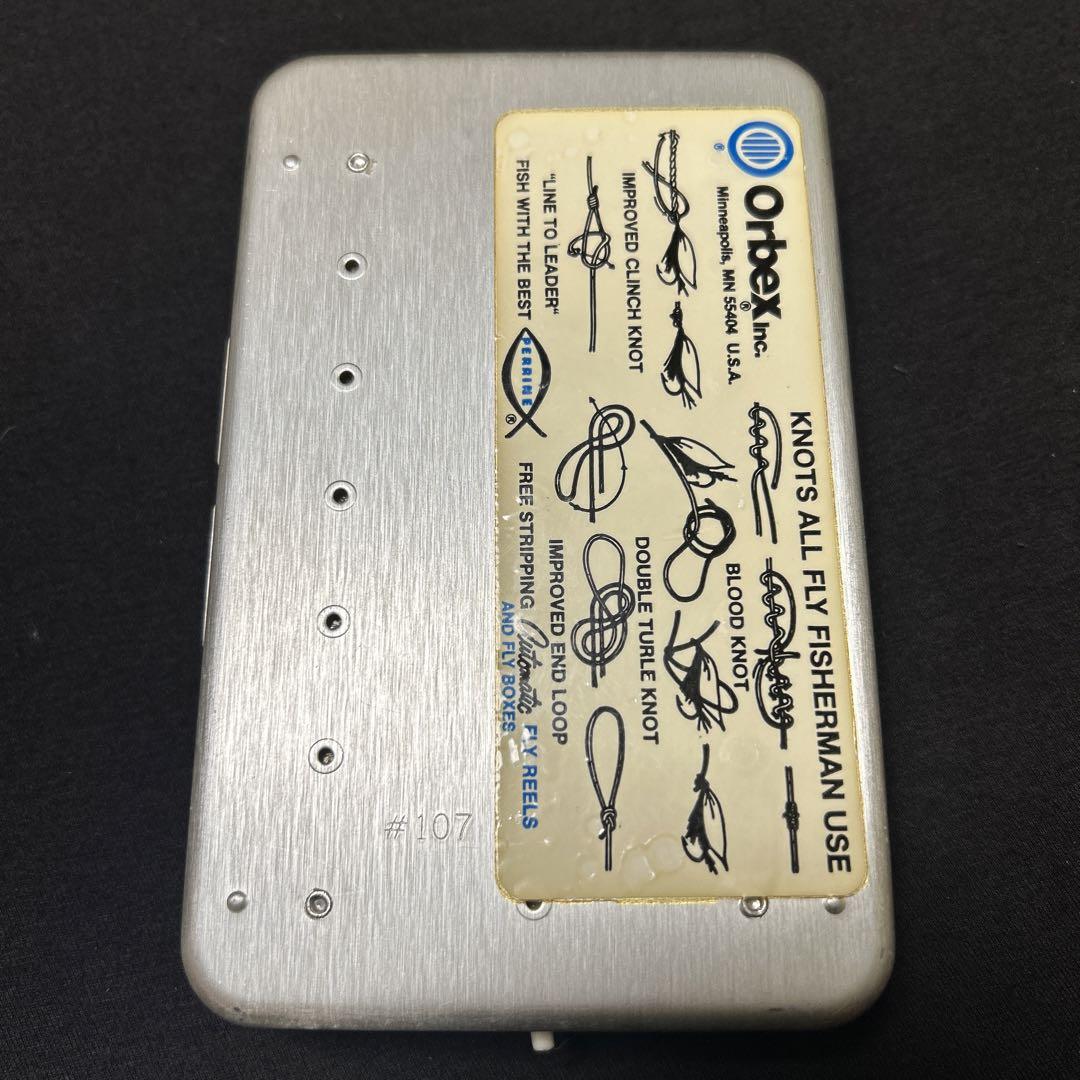 Orbex® Inc.
®
Minneapolis, MN 55404 U.S.A.
KNOTS ALL FLY FISHERMAN USE
IMPROVED CLINCH KNOT
BLOOD KNOT
"LINE TO LEADER"
DOUBLE TURLE KNOT
IMPROVED END LOOP
FISH WITH THE BEST
PERRINE
®
FREE STRIPPING Automatic FLY REELS
AND FLY BOXES
#107